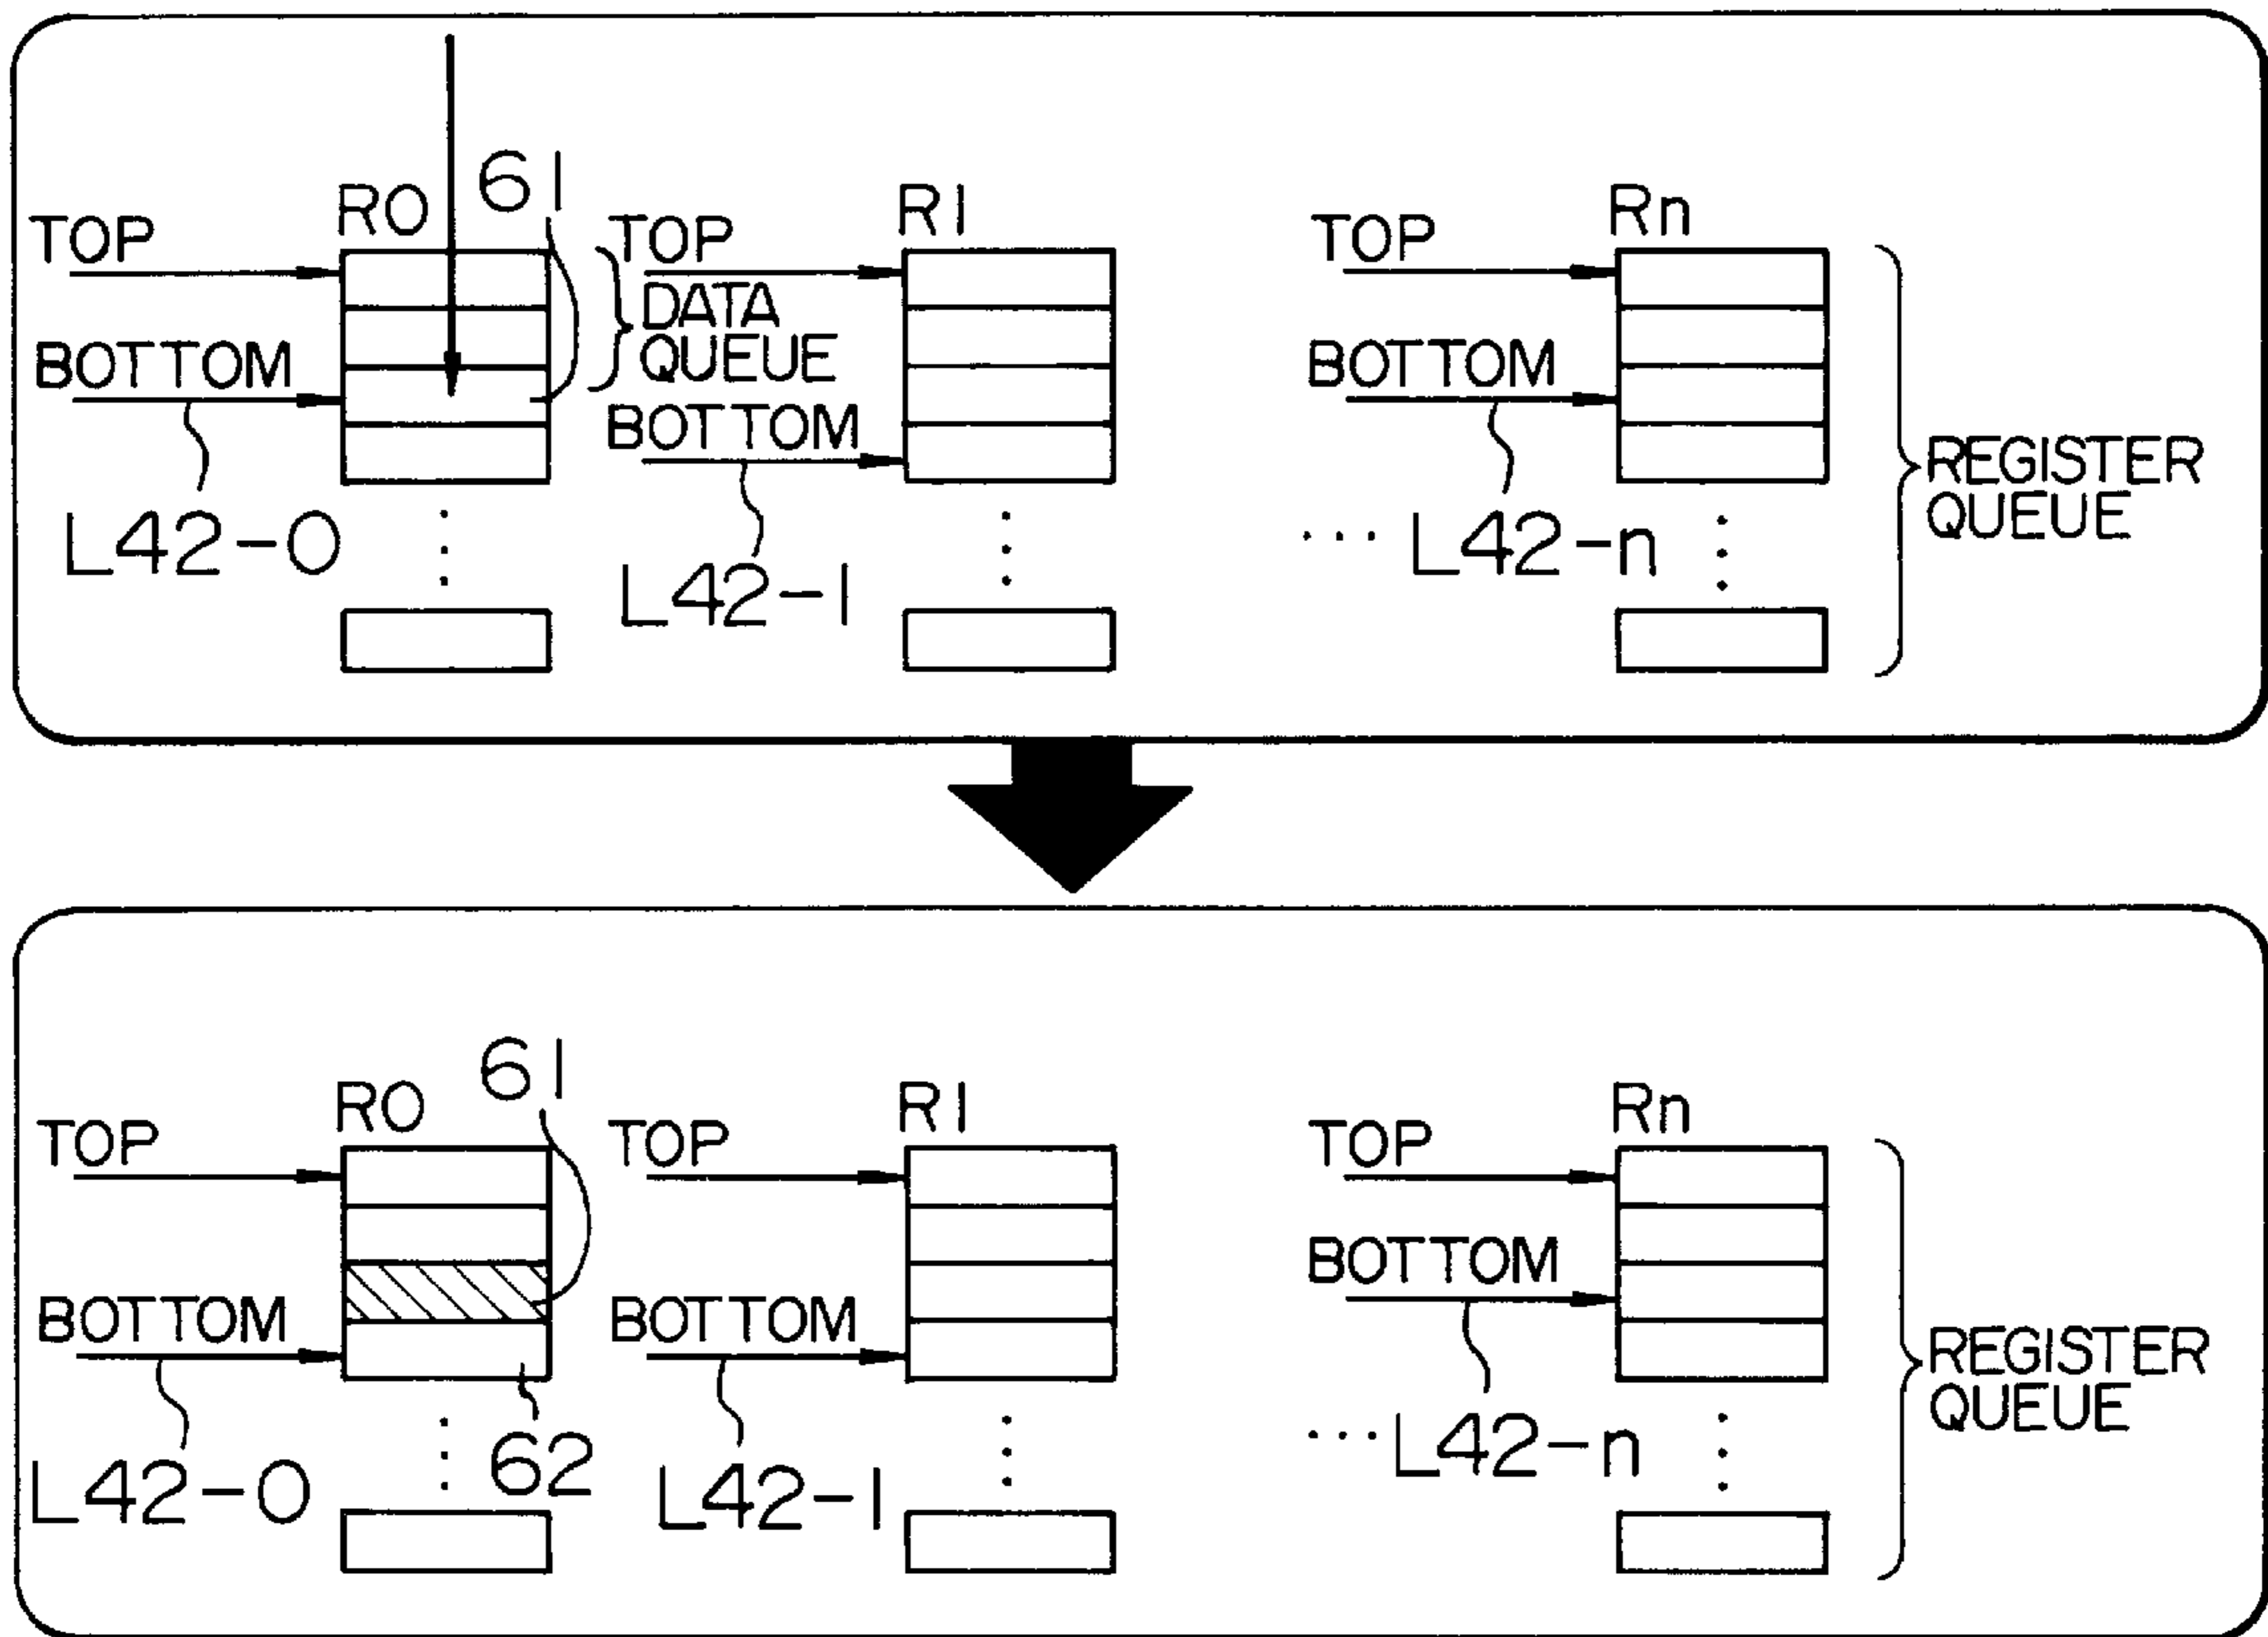 R0
61
R1
Rn
TOP
TOP
TOP
DATA
QUEUE
BOTTOM
BOTTOM
BOTTOM
REGISTER
QUEUE
L42-0
L42-1
... L42-n
61
R0
R1
Rn
TOP
TOP
TOP
BOTTOM
BOTTOM
BOTTOM
REGISTER
QUEUE
L42-0
62
L42-1
...L42-n